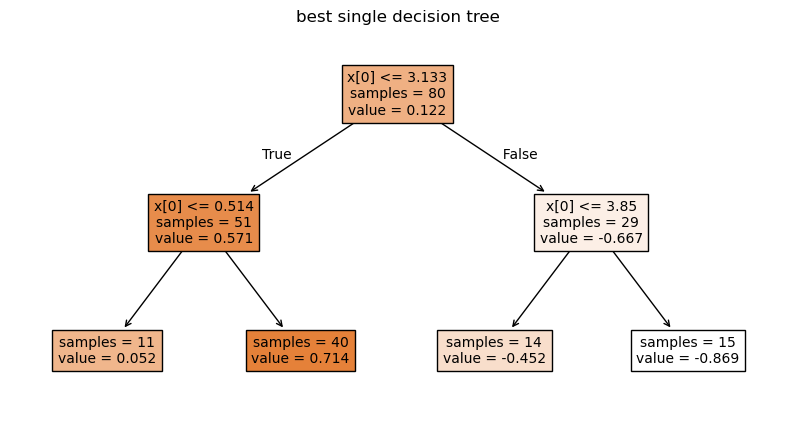 best single decision tree
x[0] <= 3.133
samples = 80
value = 0.122
True
False
x[0] <= 0.514
samples = 51
value = 0.571
x[0] <= 3.85
samples = 29
value = -0.667
samples = 11
value = 0.052
samples = 40
value = 0.714
samples = 14
value = -0.452
samples = 15
value = -0.869